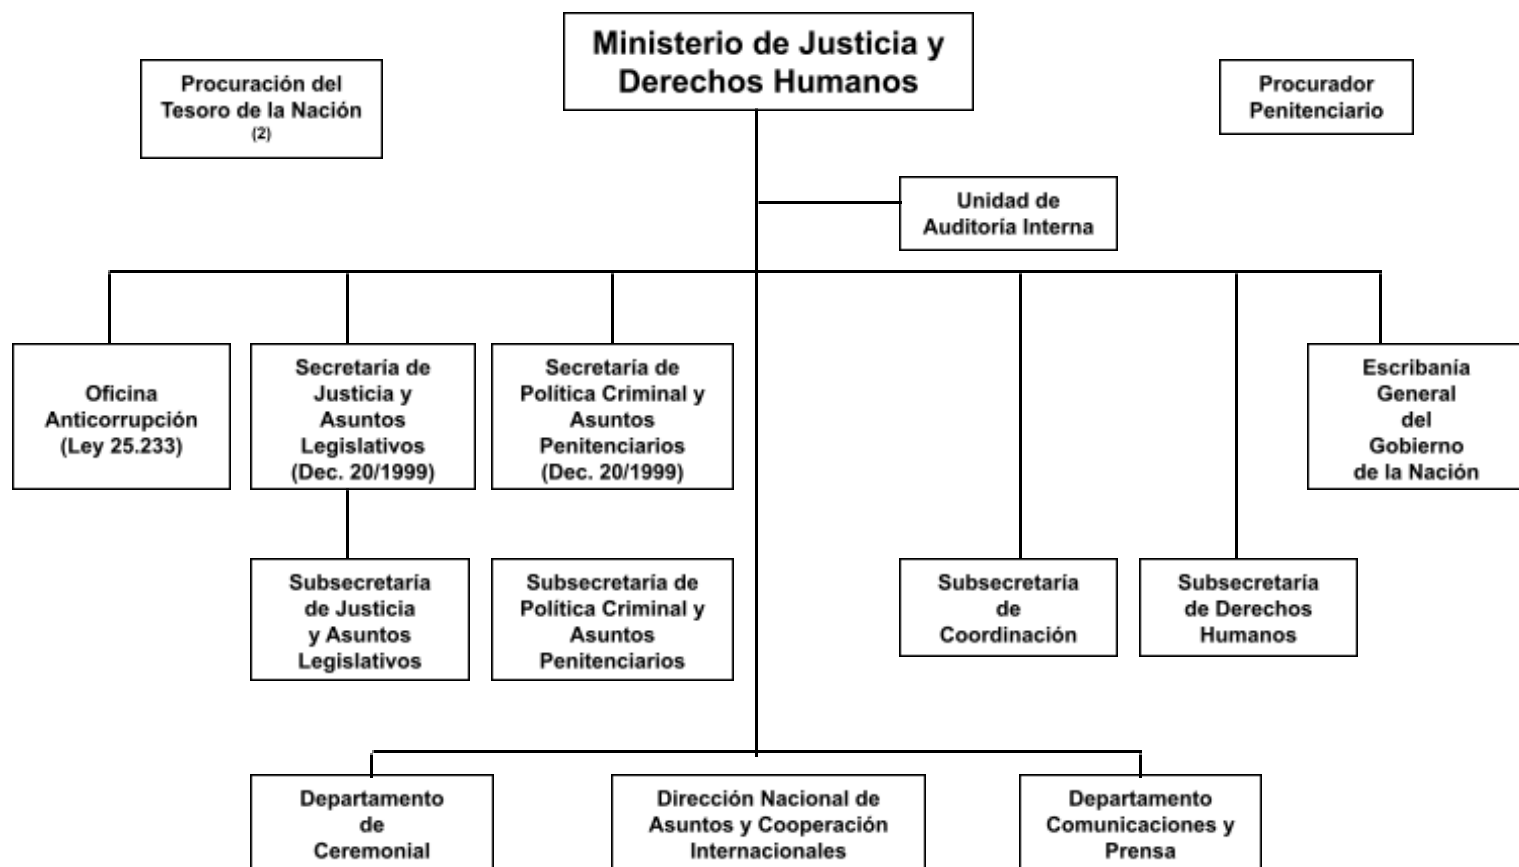 Ministerio de Justicia y
Derechos Humanos
Procuración del
Tesoro de la Nación
(2)
Procurador
Penitenciario
Unidad de
Auditoría Interna
Oficina
Anticorrupción
(Ley 25.233)
Secretaría de
Justicia y
Asuntos
Legislativos
(Dec. 20/1999)
Secretaría de
Política Criminal y
Asuntos
Penitenciarios
(Dec. 20/1999)
Escribanía
General
del
Gobierno
de la Nación
Subsecretaría
de Justicia
y Asuntos
Legislativos
Subsecretaría de
Política Criminal y
Asuntos
Penitenciarios
Subsecretaría
de
Coordinación
Subsecretaría
de Derechos
Humanos
Departamento
de
Ceremonial
Dirección Nacional de
Asuntos y Cooperación
Internacionales
Departamento
Comunicaciones y
Prensa